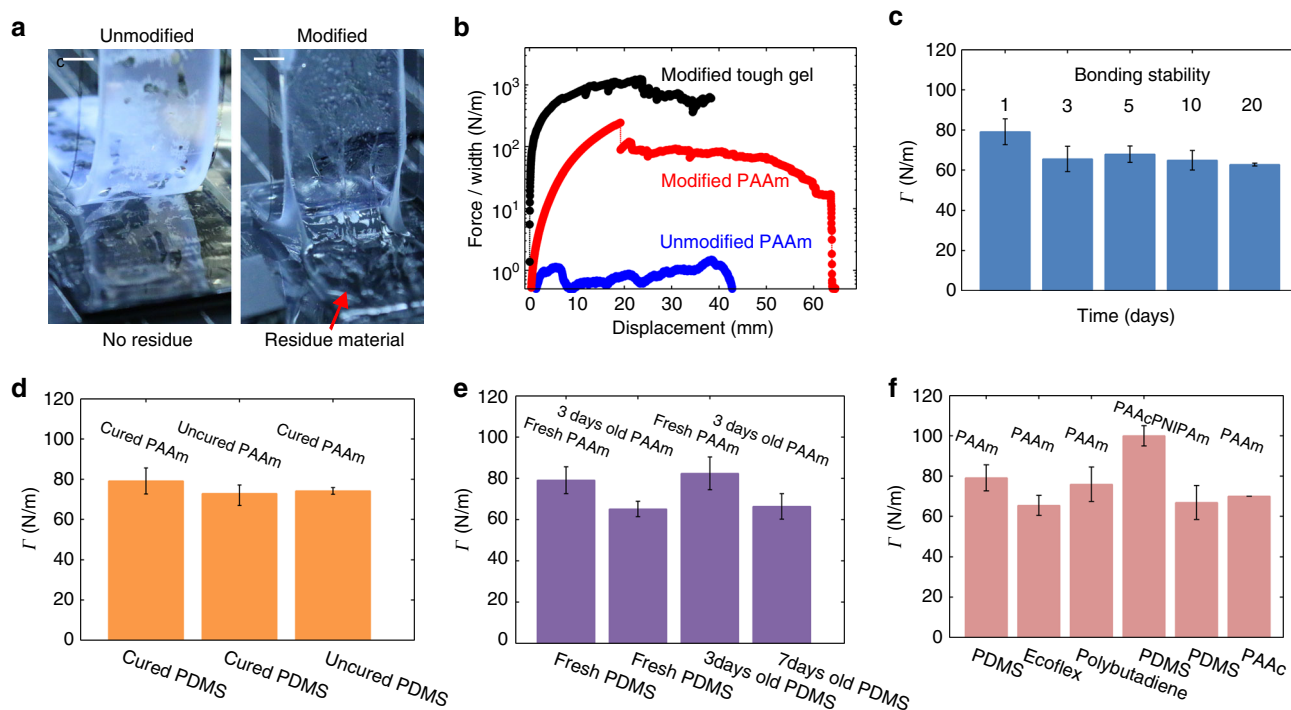 a
Unmodified
Modified
c
No residue
Residue material
b
Force / width (N/m)
10³
10²
10¹
10⁰
Modified tough gel
Modified PAAm
Unmodified PAAm
0 10 20 30 40 50 60
Displacement (mm)
c
Γ (N/m)
120
100
80
60
40
20
0
Bonding stability
1 3 5 10 20
Time (days)
d
Γ (N/m)
120
100
80
60
40
20
0
Cured PAAm
Uncured PAAm
Cured PAAm
Cured PDMS
Cured PDMS
Uncured PDMS
e
Γ (N/m)
120
100
80
60
40
20
0
Fresh PAAm
3 days old PAAm
Fresh PAAm
3 days old PAAm
Fresh PDMS
Fresh PDMS
3days old PDMS
7days old PDMS
f
Γ (N/m)
120
100
80
60
40
20
0
PAAm
PAAm
PAAm
PAAcPNIPAm
PAAm
PDMS
Ecoflex
Polybutadiene
PDMS
PDMS
PAAc